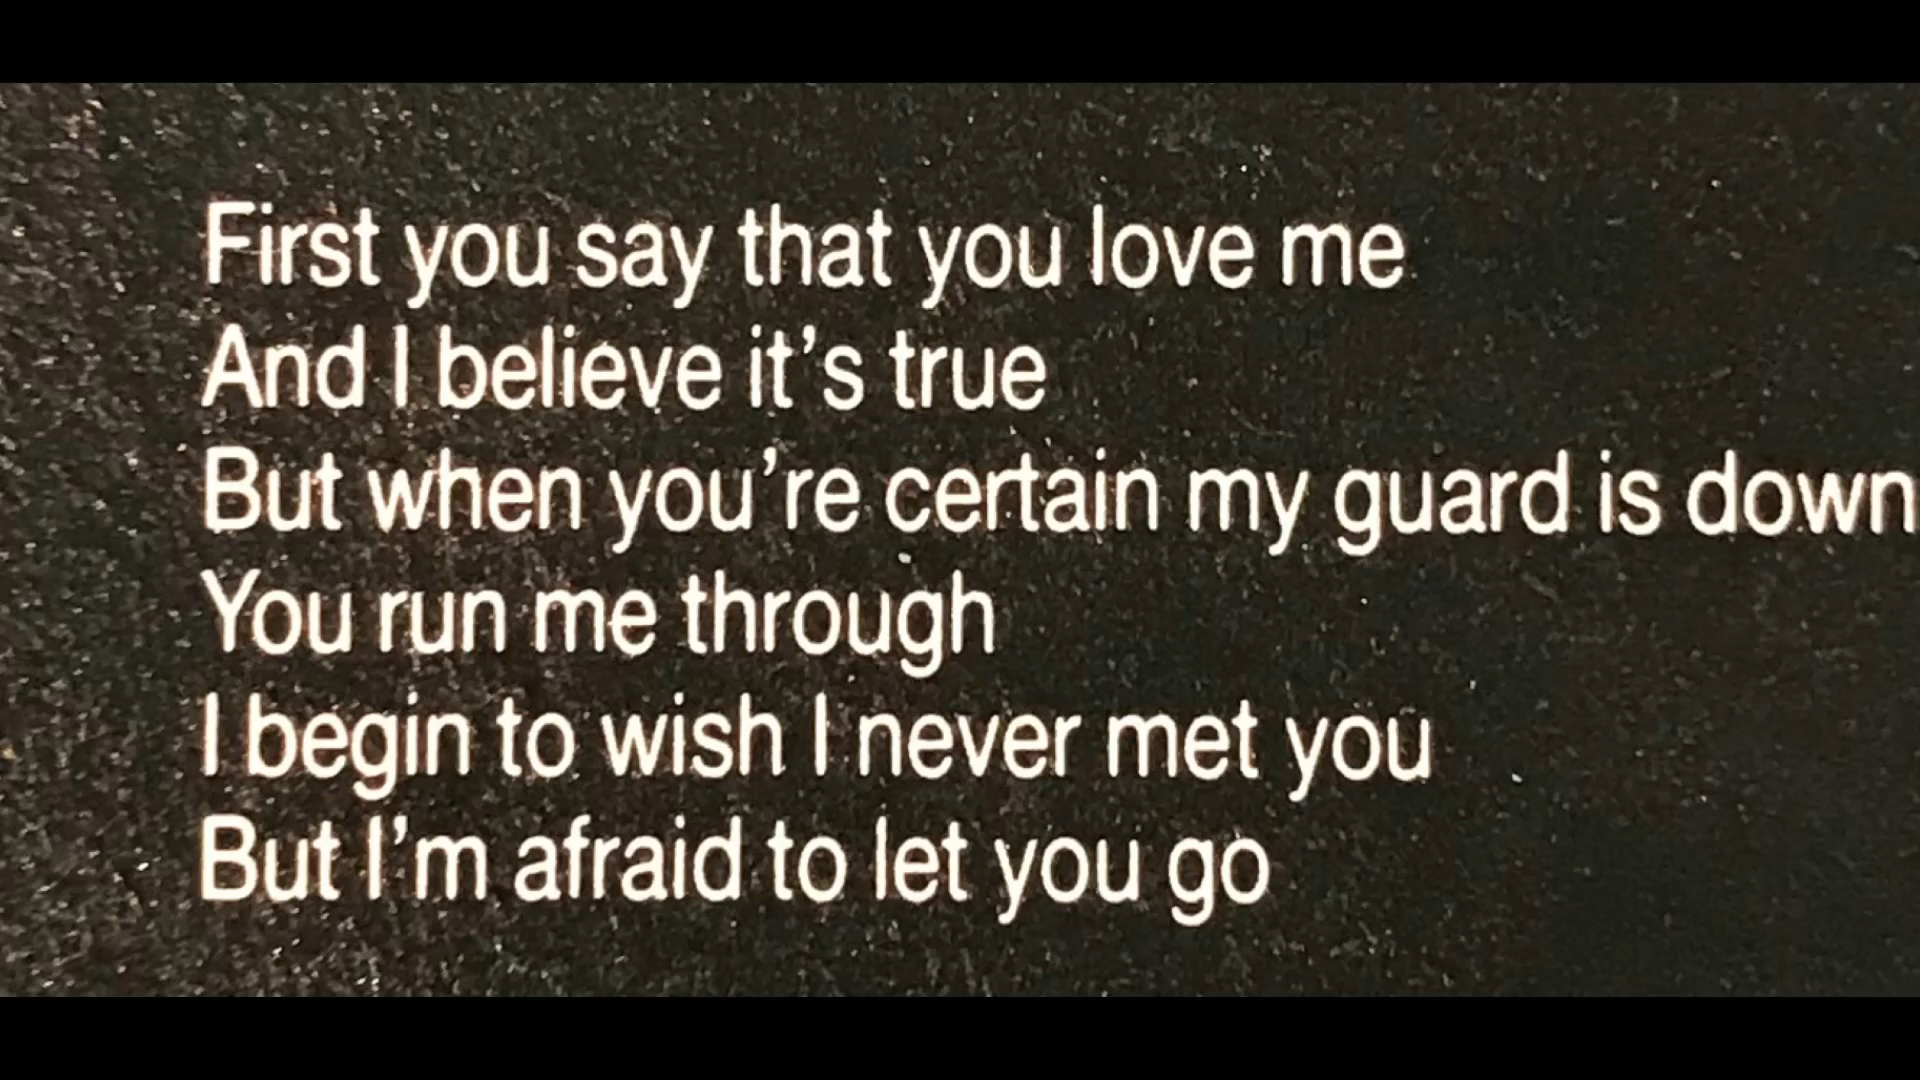 First you say that you love me
And I believe it’s true
But when you’re certain my guard is down
You run me through
I begin to wish I never met you
But I’m afraid to let you go